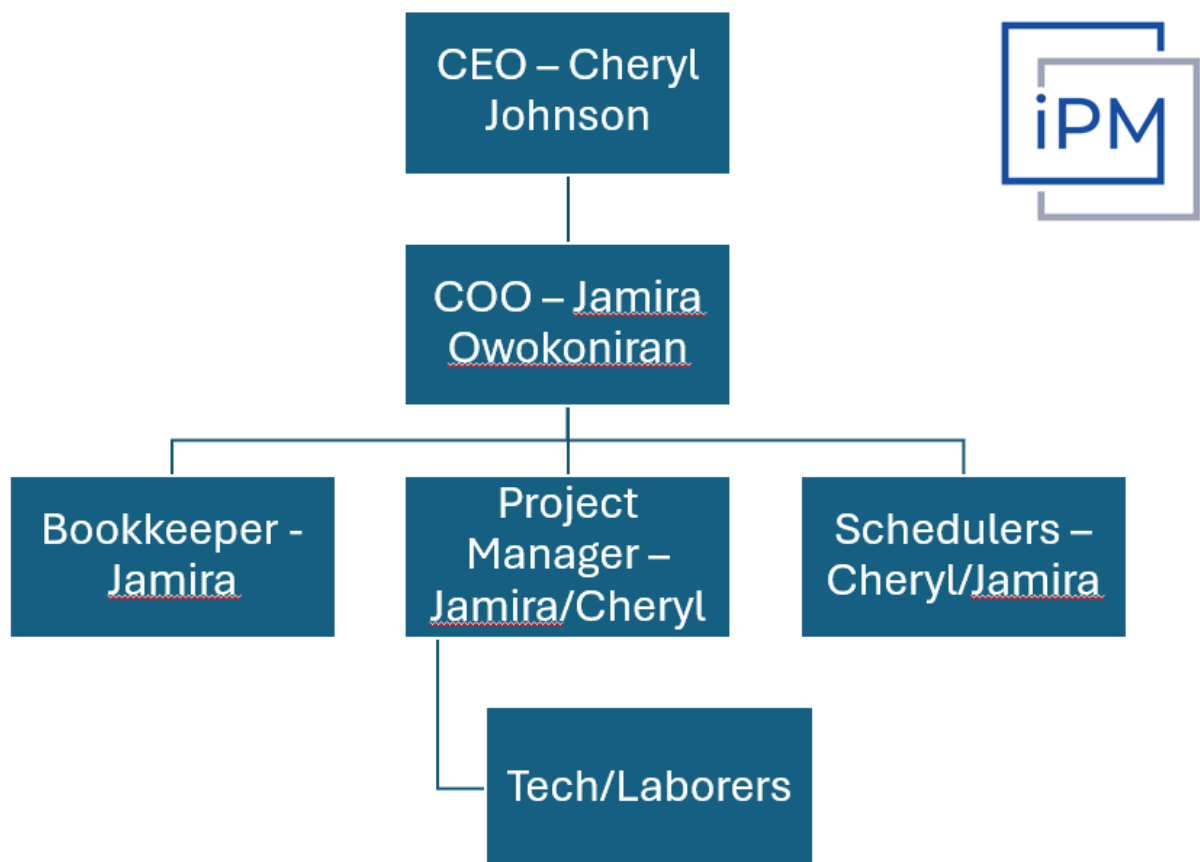 CEO – Cheryl
Johnson
iPM
COO – Jamira
Owokoniran
Bookkeeper -
Jamira
Project
Manager –
Jamira/Cheryl
Schedulers –
Cheryl/Jamira
Tech/Laborers